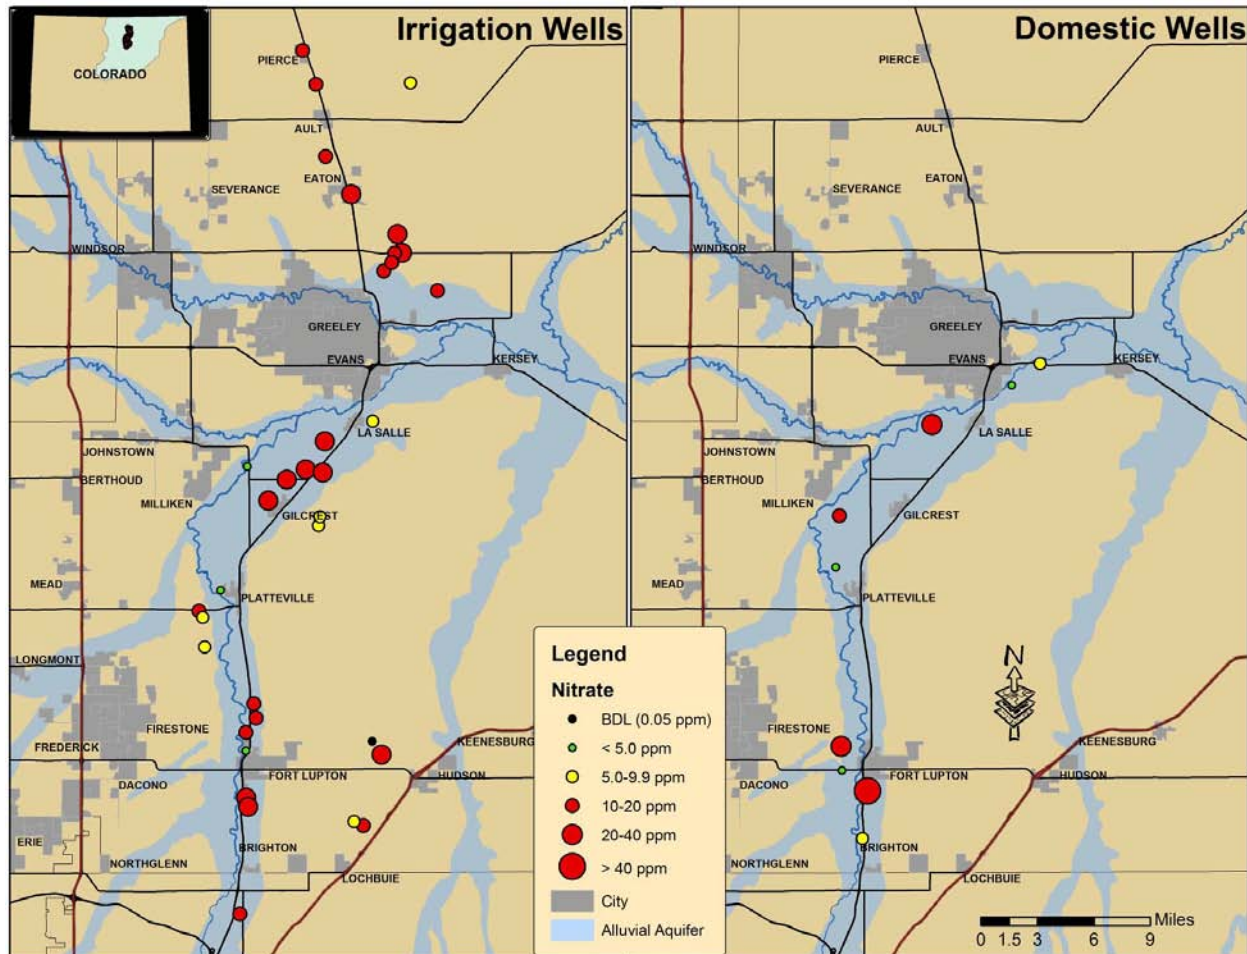 Irrigation Wells
COLORADO
PIERCE
AULT
SEVERANCE
EATON
WINDSOR
GREELEY
EVANS
KERSEY
LA SALLE
JOHNSTOWN
BERTHOUD
MILLIKEN
GILCREST
MEAD
PLATTEVILLE
LONGMONT
FIRESTONE
FREDERICK
KEENESBURG
FORT LUPTON
HUDSON
DACONO
ERIE
BRIGHTON
NORTHGLENN
LOCHBUIE
Domestic Wells
PIERCE
AULT
SEVERANCE
EATON
WINDSOR
GREELEY
EVANS
KERSEY
LA SALLE
JOHNSTOWN
BERTHOUD
MILLIKEN
GILCREST
MEAD
PLATTEVILLE
N
FIRESTONE
KEENESBURG
FORT LUPTON
HUDSON
DACONO
BRIGHTON
NORTHGLENN
LOCHBUIE
Legend
Nitrate
BDL (0.05 ppm)
< 5.0 ppm
5.0-9.9 ppm
10-20 ppm
20-40 ppm
> 40 ppm
City
Alluvial Aquifer
Miles
0 1.5 3 6 9